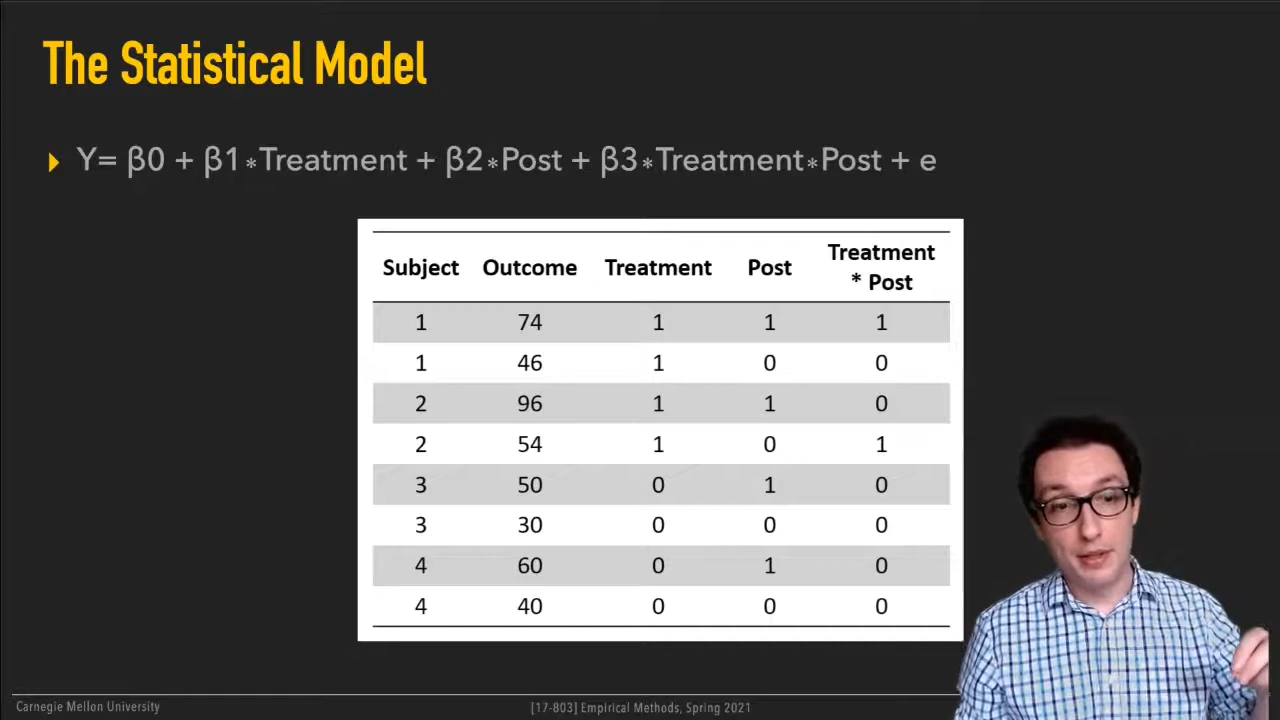 The Statistical Model
Y= β0 + β1*Treatment + β2*Post + β3*Treatment*Post + e
Subject Outcome Treatment Post Treatment * Post
1 74 1 1 1
1 46 1 0 0
2 96 1 1 0
2 54 1 0 1
3 50 0 1 0
3 30 0 0 0
4 60 0 1 0
4 40 0 0 0
Carnegie Mellon University
[17-803] Empirical Methods, Spring 2021